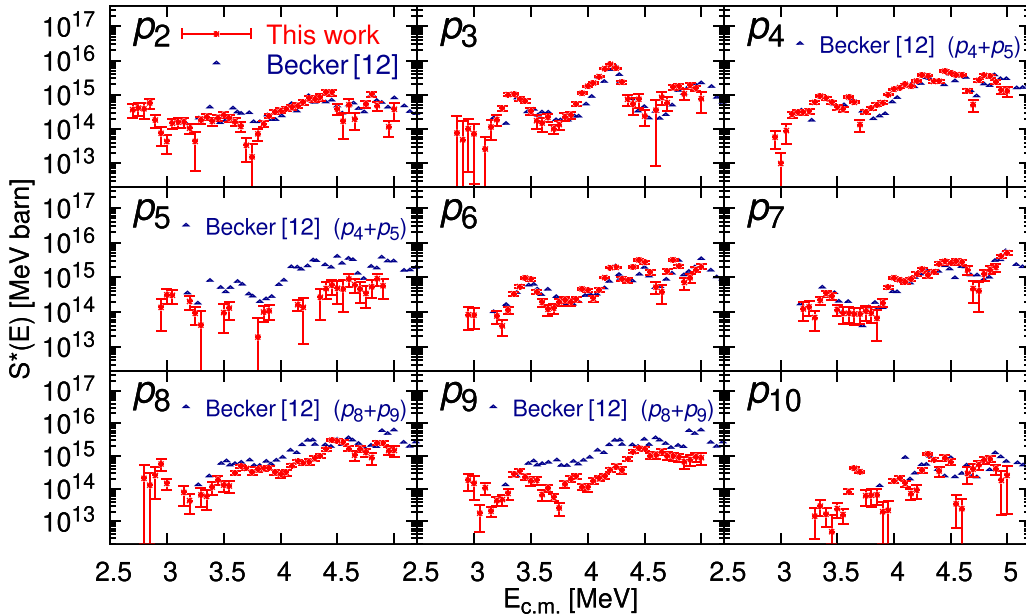 p2
This work
Becker [12]
p3
p4
Becker [12] (p4+p5)
10^17
10^16
10^15
10^14
10^13
p5
Becker [12] (p4+p5)
p6
p7
10^17
10^16
10^15
10^14
10^13
S*(E) [MeV barn]
p8
Becker [12] (p8+p9)
p9
Becker [12] (p8+p9)
p10
10^17
10^16
10^15
10^14
10^13
2.5 3 3.5 4 4.5 2.5 3 3.5 4 4.5 2.5 3 3.5 4 4.5 5
Ec.m. [MeV]